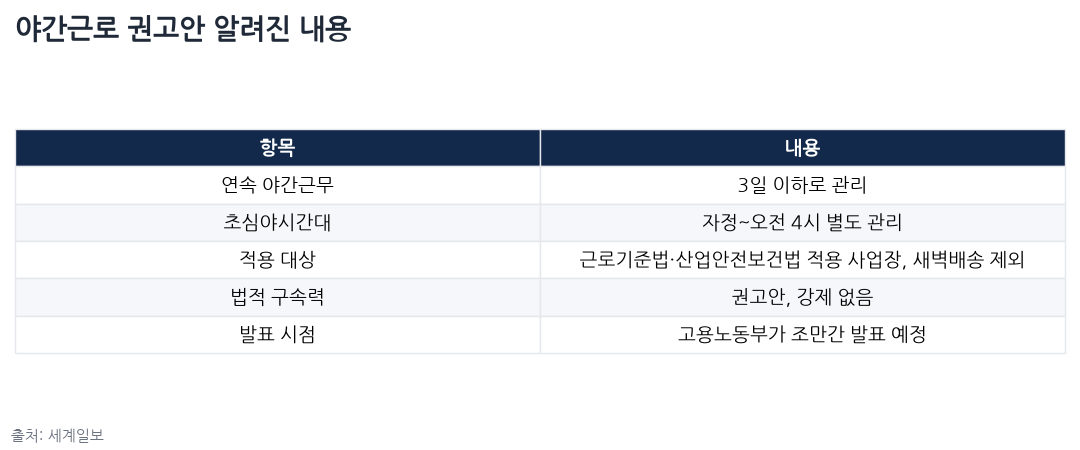 야간근로 권고안 알려진 내용
항목 내용
연속 야간근무 3일 이하로 관리
초심야시간대 자정~오전 4시 별도 관리
적용 대상 근로기준법·산업안전보건법 적용 사업장, 새벽배송 제외
법적 구속력 권고안, 강제 없음
발표 시점 고용노동부가 조만간 발표 예정
출처: 세계일보